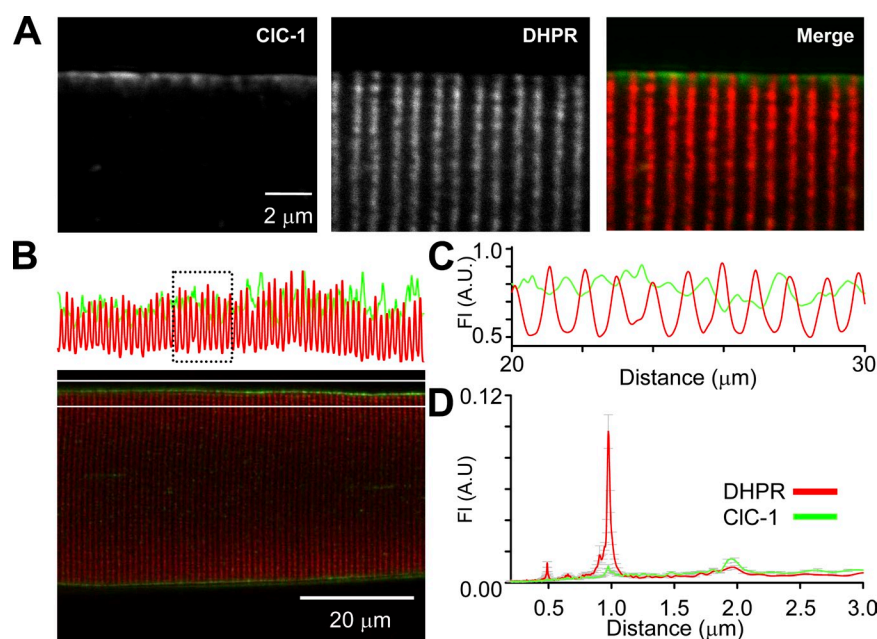 A
ClC-1
DHPR
Merge
2 μm
B
20 μm
C
FI (A.U.)
1.0
0.5
20
30
Distance (μm)
D
FI (A.U)
0.12
0.00
DHPR
ClC-1
0.5
1.0
1.5
2.0
2.5
3.0
Distance (μm)